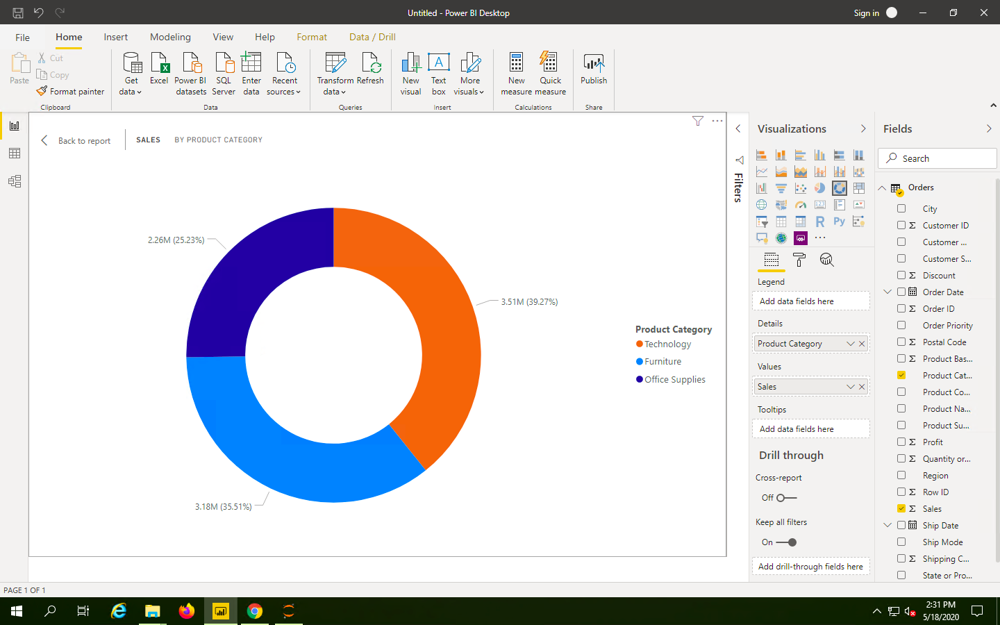 Untitled - Power BI Desktop
Sign in
File Home Insert Modeling View Help Format Data / Drill
Paste
Cut
Copy
Format painter
Clipboard
Get data
Excel
Power BI datasets
SQL Server
Enter data
Recent sources
Data
Transform data
Refresh
Queries
New visual
Text box
More visuals
Insert
New measure
Quick measure
Calculations
Publish
Share
Back to report
SALES
BY PRODUCT CATEGORY
2.26M (25.23%)
3.51M (39.27%)
3.18M (35.51%)
Product Category
Technology
Furniture
Office Supplies
Filters
Visualizations
R
Py
Legend
Add data fields here
Details
Product Category
Values
Sales
Tooltips
Add data fields here
Drill through
Cross-report
Off
Keep all filters
On
Add drill-through fields here
Fields
Search
Orders
City
Customer ID
Customer ...
Customer S...
Discount
Order Date
Order ID
Order Priority
Postal Code
Product Bas...
Product Cat...
Product Co...
Product Na...
Product Su...
Profit
Quantity or...
Region
Row ID
Sales
Ship Date
Ship Mode
Shipping C...
State or Pro...
PAGE 1 OF 1
2:31 PM
5/18/2020